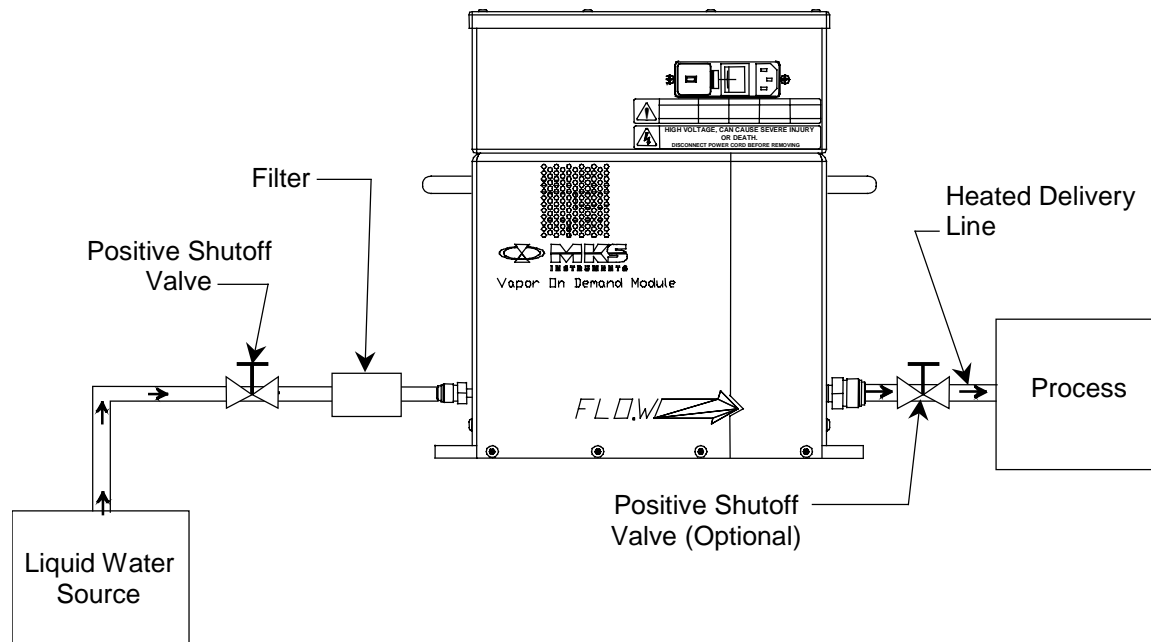 HIGH VOLTAGE, CAN CAUSE SEVERE INJURY
OR DEATH.
DISCONNECT POWER CORD BEFORE REMOVING
Filter
Heated Delivery
Line
Positive Shutoff
Valve
MKS
INSTRUMENTS
Vapor On Demand Module
Process
FLOW
Positive Shutoff
Valve (Optional)
Liquid Water
Source